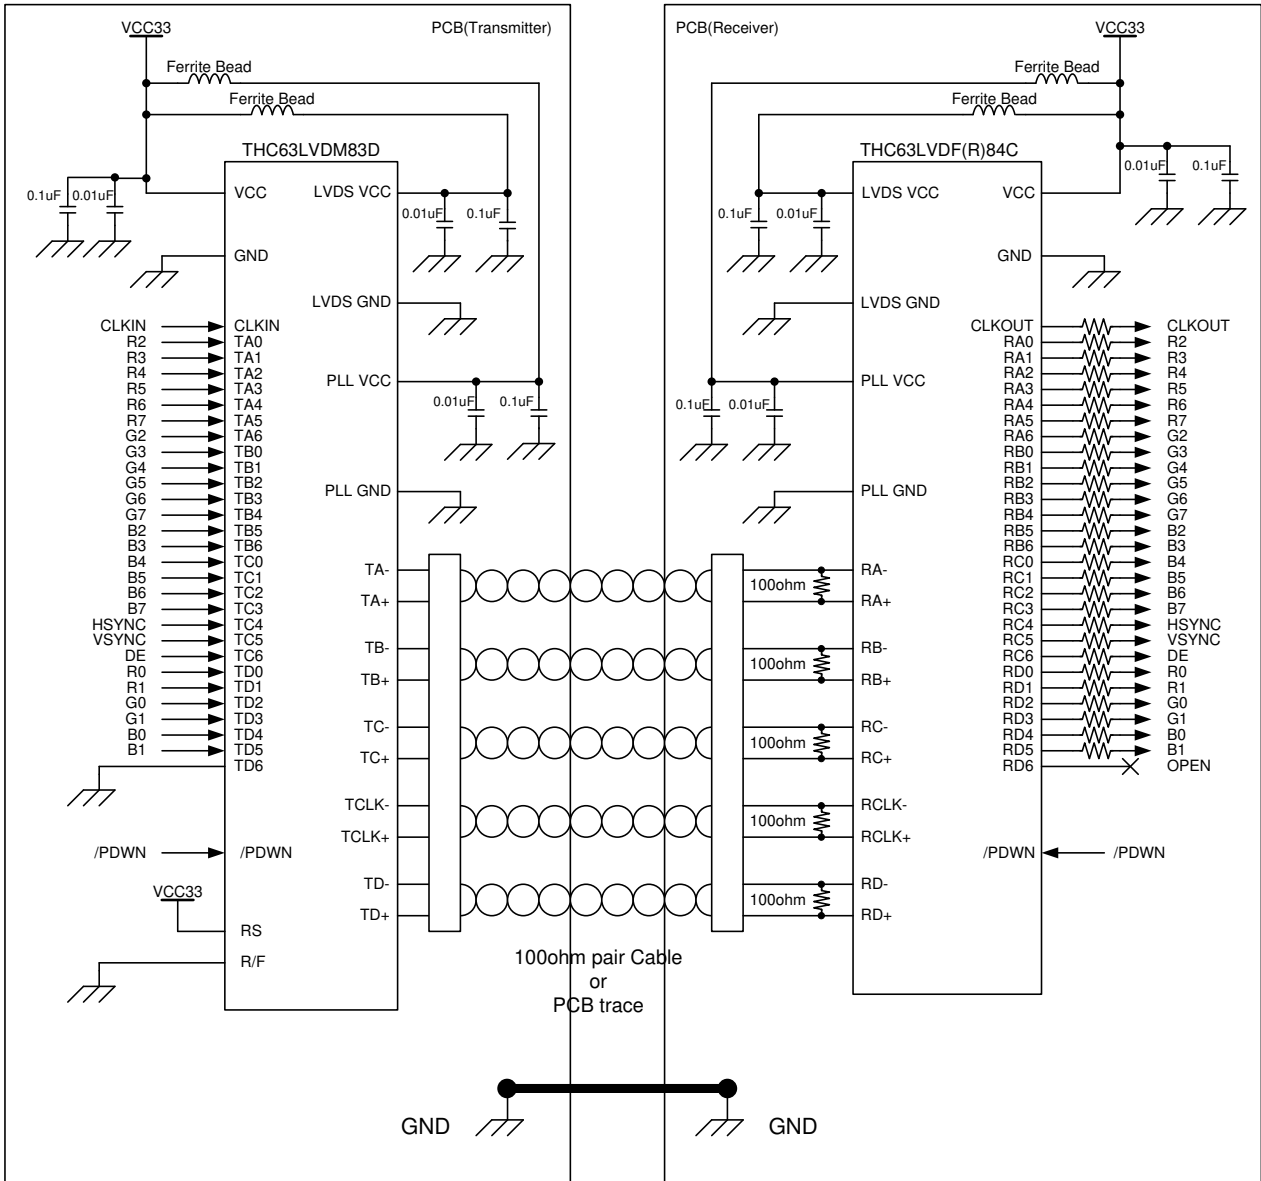 PCB(Transmitter)
VCC33
Ferrite Bead
Ferrite Bead
THC63LVDM83D
0.1uF
0.01uF
VCC
LVDS VCC
0.01uF
0.1uF
GND
LVDS GND
CLKIN CLKIN
R2 TA0
R3 TA1
R4 TA2
R5 TA3
R6 TA4
R7 TA5
G2 TA6
G3 TB0
G4 TB1
G5 TB2
G6 TB3
G7 TB4
B2 TB5
B3 TB6
B4 TC0
B5 TC1
B6 TC2
B7 TC3
HSYNC TC4
VSYNC TC5
DE TC6
R0 TD0
R1 TD1
G0 TD2
G1 TD3
B0 TD4
B1 TD5
TD6
/PDWN /PDWN
VCC33
RS
R/F
PLL VCC
0.01uF
0.1uF
PLL GND
TA-
TA+
TB-
TB+
TC-
TC+
TCLK-
TCLK+
TD-
TD+
100ohm pair Cable
or
PCB trace
GND
GND
PCB(Receiver)
VCC33
Ferrite Bead
Ferrite Bead
THC63LVDF(R)84C
0.01uF
0.1uF
LVDS VCC
VCC
0.1uF
0.01uF
GND
LVDS GND
PLL VCC
0.1uF
0.01uF
PLL GND
100ohm
RA-
RA+
100ohm
RB-
RB+
100ohm
RC-
RC+
100ohm
RCLK-
RCLK+
100ohm
RD-
RD+
CLKOUT CLKOUT
RA0 R2
RA1 R3
RA2 R4
RA3 R5
RA4 R6
RA5 R7
RA6 G2
RB0 G3
RB1 G4
RB2 G5
RB3 G6
RB4 G7
RB5 B2
RB6 B3
RC0 B4
RC1 B5
RC2 B6
RC3 B7
RC4 HSYNC
RC5 VSYNC
RC6 DE
RD0 R0
RD1 R1
RD2 G0
RD3 G1
RD4 B0
RD5 B1
RD6 OPEN
/PDWN /PDWN